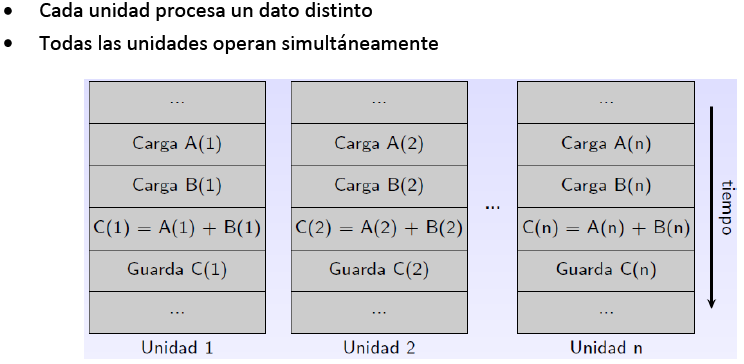 • Cada unidad procesa un dato distinto
• Todas las unidades operan simultáneamente
... ... ...
Carga A(1) Carga A(2) Carga A(n)
Carga B(1) Carga B(2) Carga B(n)
...
C(1) = A(1) + B(1) C(2) = A(2) + B(2) C(n) = A(n) + B(n)
Guarda C(1) Guarda C(2) Guarda C(n)
... ... ...
Unidad 1 Unidad 2 Unidad n
tiempo